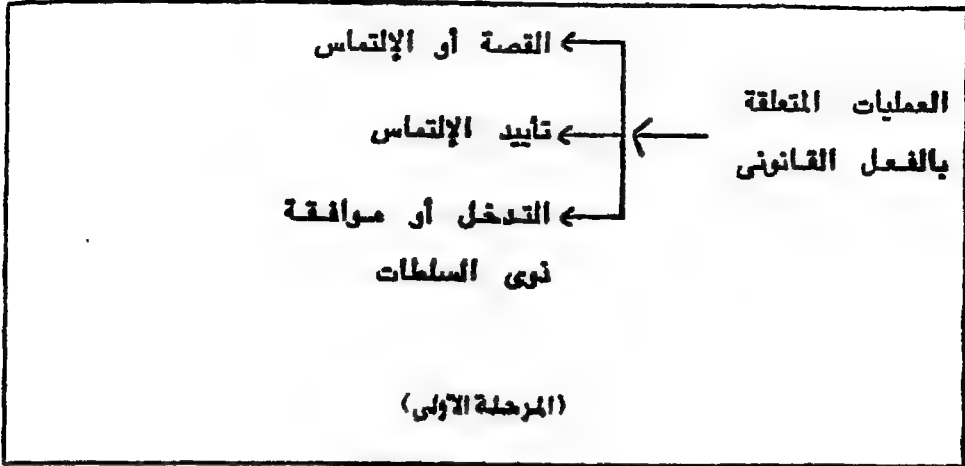 القصة أو الإلتماس
العمليات المتعلقة
بالفعل القانونى
تأييد الإلتماس
التدخل أو موافقة
ذوى السلطات
(المرحلة الأولى)